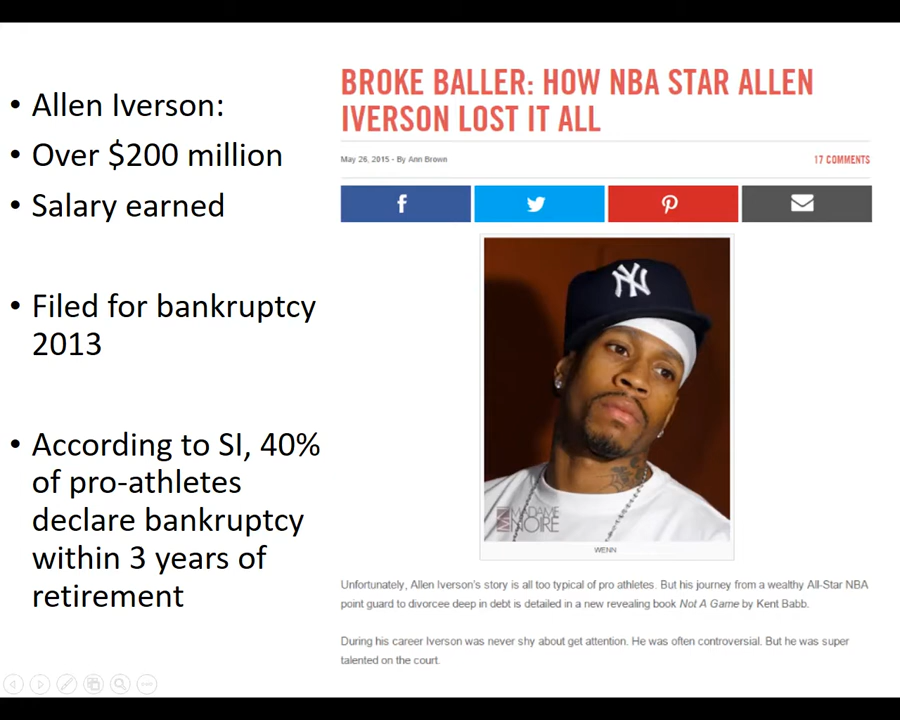 • Allen Iverson:
• Over $200 million
• Salary earned
• Filed for bankruptcy
2013
• According to SI, 40%
of pro-athletes
declare bankruptcy
within 3 years of
retirement
BROKE BALLER: HOW NBA STAR ALLEN
IVERSON LOST IT ALL
May 26, 2015 - By Ann Brown
17 COMMENTS
f
NY
MADAME
NOIRE
WENN
Unfortunately, Allen Iverson's story is all too typical of pro athletes. But his journey from a wealthy All-Star NBA
point guard to divorcee deep in debt is detailed in a new revealing book Not A Game by Kent Babb.
During his career Iverson was never shy about get attention. He was often controversial. But he was super
talented on the court.